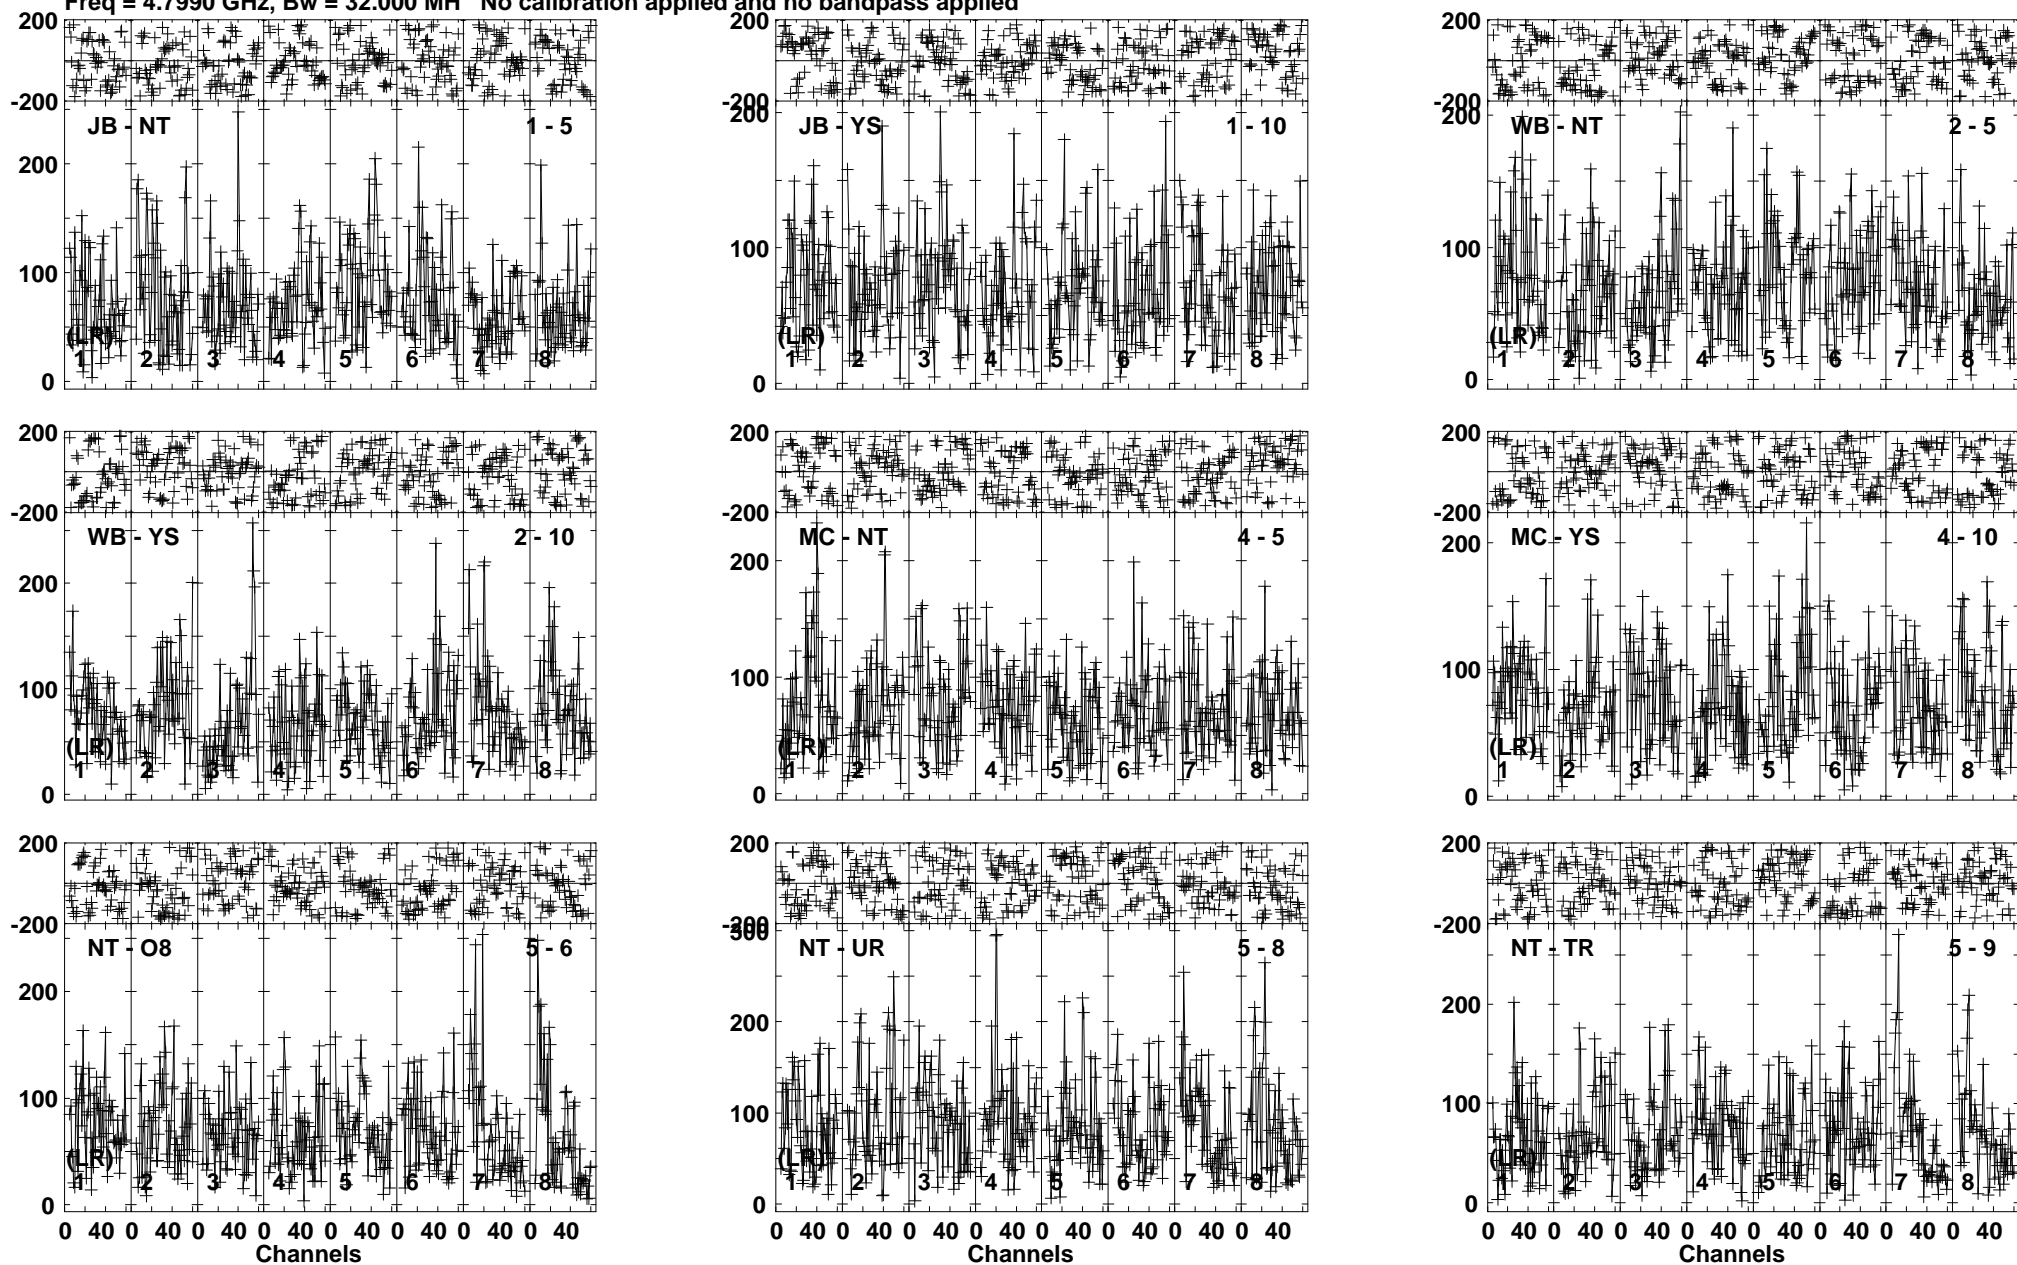 Freq = 4.7990 GHz, Bw = 32.000 MH   No calibration applied and no bandpass applied
200 200 200
-200 -200 -200
JB - NT 1 - 5 JB - YS 1 - 10 WB - NT 2 - 5
200 200 200
100 100 100
(LR) (LR) (LR)
1 2 3 4 5 6 7 8 1 2 3 4 5 6 7 8 1 2 3 4 5 6 7 8
0 0 0
200 200 200
-200 -200 -200
WB - YS 2 - 10 MC - NT 4 - 5 MC - YS 4 - 10
200 200 200
100 100 100
(LR) (LR) (LR)
1 2 3 4 5 6 7 8 1 2 3 4 5 6 7 8 1 2 3 4 5 6 7 8
0 0 0
200 200 200
-200 -200 -200
300
NT - O8 5 - 6 NT - UR 5 - 8 NT - TR 5 - 9
200 200 200
100 100 100
(LR) (LR) (LR)
1 2 3 4 5 6 7 8 1 2 3 4 5 6 7 8 1 2 3 4 5 6 7 8
0 0 0
0 40 0 40 0 40 0 40 0 40 0 40 0 40 0 40 0 40 0 40 0 40 0 40 0 40 0 40 0 40 0 40 0 40 0 40 0 40 0 40 0 40 0 40 0 40 0 40
Channels Channels Channels